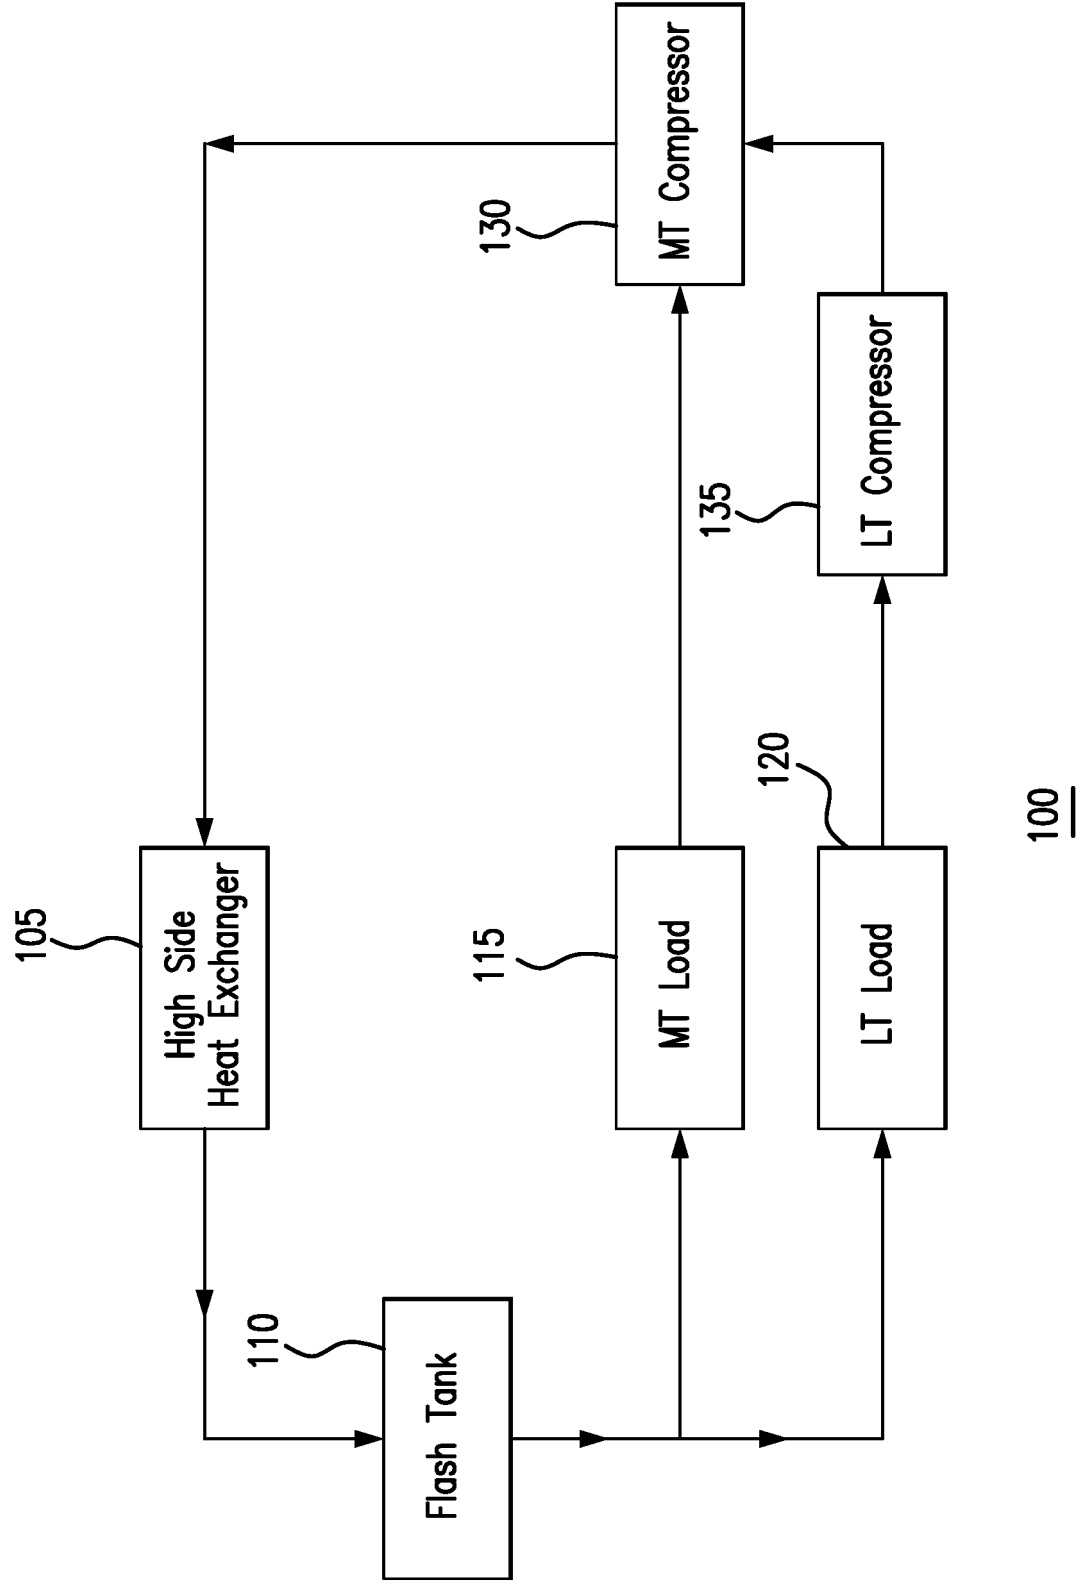 105
High Side
Heat Exchanger
110
Flash Tank
130
MT Compressor
115
MT Load
135
LT Compressor
120
LT Load
100